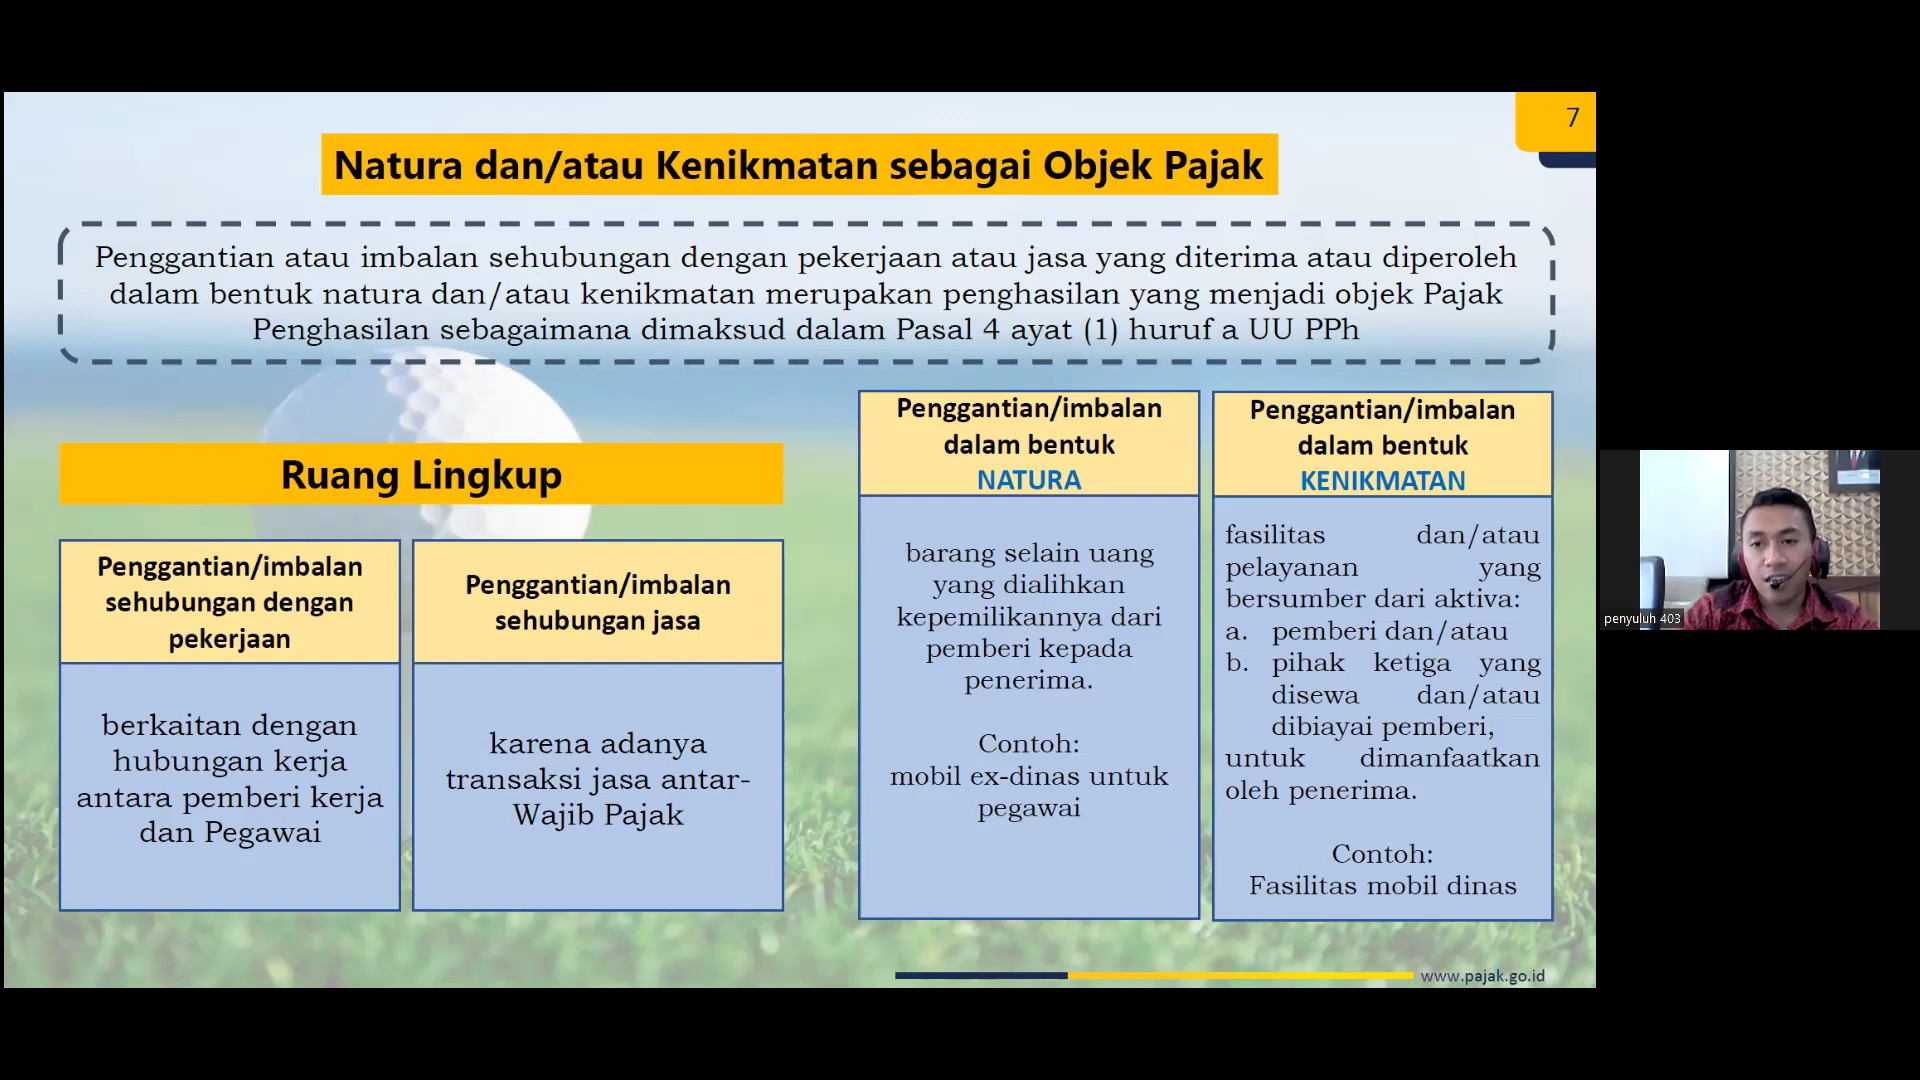 7
Natura dan/atau Kenikmatan sebagai Objek Pajak
Penggantian atau imbalan sehubungan dengan pekerjaan atau jasa yang diterima atau diperoleh
dalam bentuk natura dan/atau kenikmatan merupakan penghasilan yang menjadi objek Pajak
Penghasilan sebagaimana dimaksud dalam Pasal 4 ayat (1) huruf a UU PPh
Ruang Lingkup
Penggantian/imbalan
sehubungan dengan
pekerjaan
berkaitan dengan
hubungan kerja
antara pemberi kerja
dan Pegawai
Penggantian/imbalan
sehubungan jasa
karena adanya
transaksi jasa antar-
Wajib Pajak
Penggantian/imbalan
dalam bentuk
NATURA
barang selain uang
yang dialihkan
kepemilikannya dari
pemberi kepada
penerima.
Contoh:
mobil ex-dinas untuk
pegawai
Penggantian/imbalan
dalam bentuk
KENIKMATAN
fasilitas dan/atau
pelayanan yang
bersumber dari aktiva:
a. pemberi dan/atau
b. pihak ketiga yang
disewa dan/atau
dibiayai pemberi,
untuk dimanfaatkan
oleh penerima.
Contoh:
Fasilitas mobil dinas
www.pajak.go.id
penyuluh 403